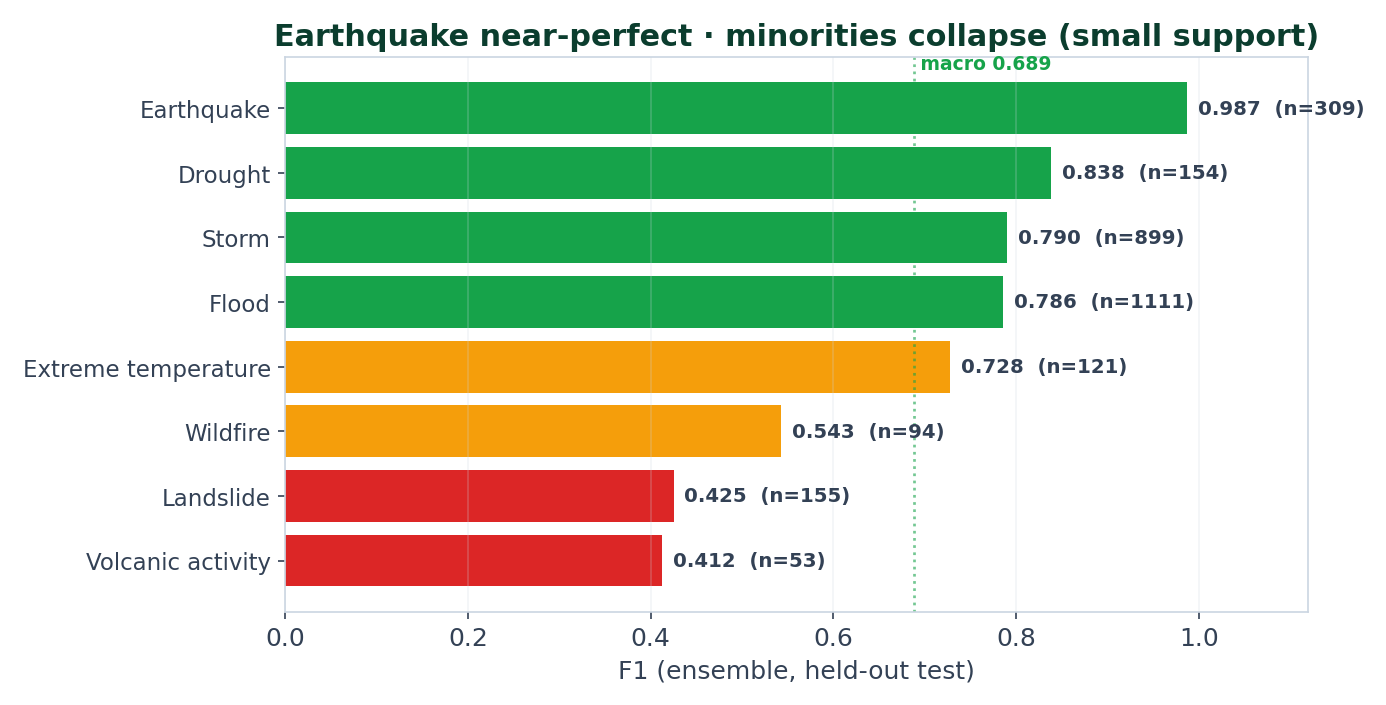 Earthquake near-perfect · minorities collapse (small support)
macro 0.689
Earthquake 0.987 (n=309)
Drought 0.838 (n=154)
Storm 0.790 (n=899)
Flood 0.786 (n=1111)
Extreme temperature 0.728 (n=121)
Wildfire 0.543 (n=94)
Landslide 0.425 (n=155)
Volcanic activity 0.412 (n=53)
0.0 0.2 0.4 0.6 0.8 1.0
F1 (ensemble, held-out test)